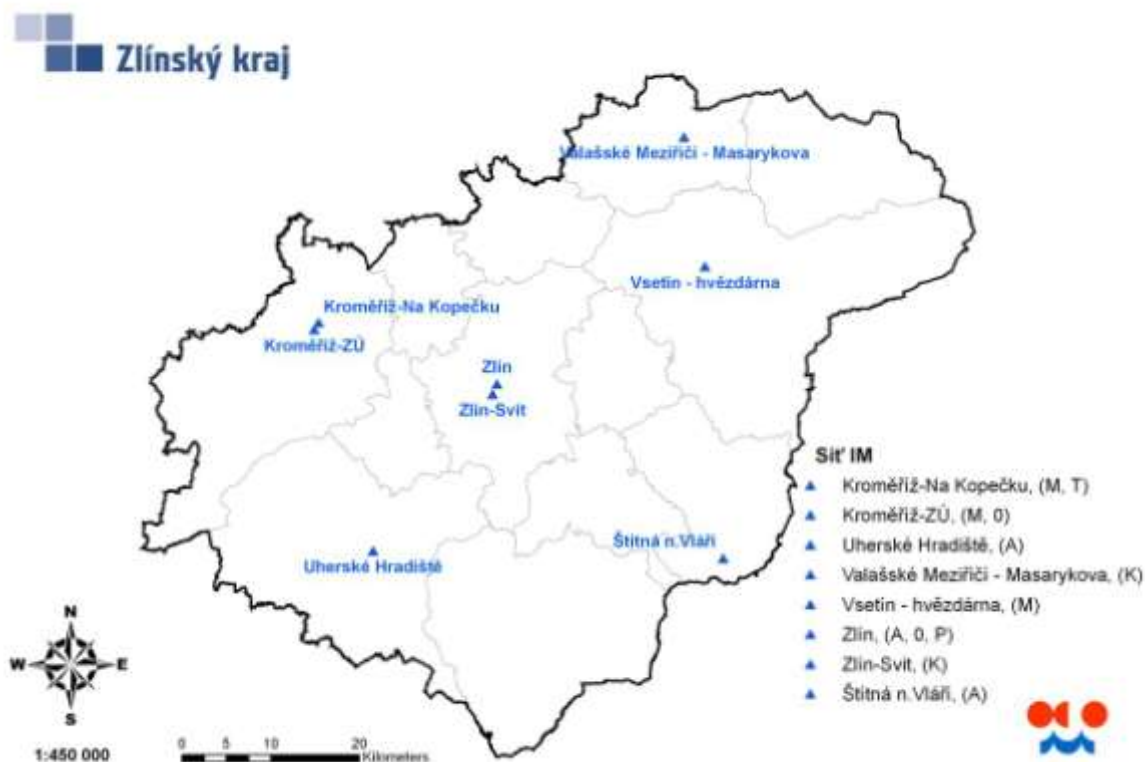 Zlínský kraj
Valašské Meziříčí - Masarykova
Vsetín - hvězdárna
Kroměříž-Na Kopečku
Kroměříž-ZÚ
Zlín
Zlín-Svit
Štítná n.Vláří
Uherské Hradiště
Síť IM
Kroměříž-Na Kopečku, (M, T)
Kroměříž-ZÚ, (M, 0)
Uherské Hradiště, (A)
Valašské Meziříčí - Masarykova, (K)
Vsetín - hvězdárna, (M)
Zlín, (A, 0, P)
Zlín-Svit, (K)
Štítná n.Vláří, (A)
N
W E
S
1:450 000
0 5 10 20
Kilometers